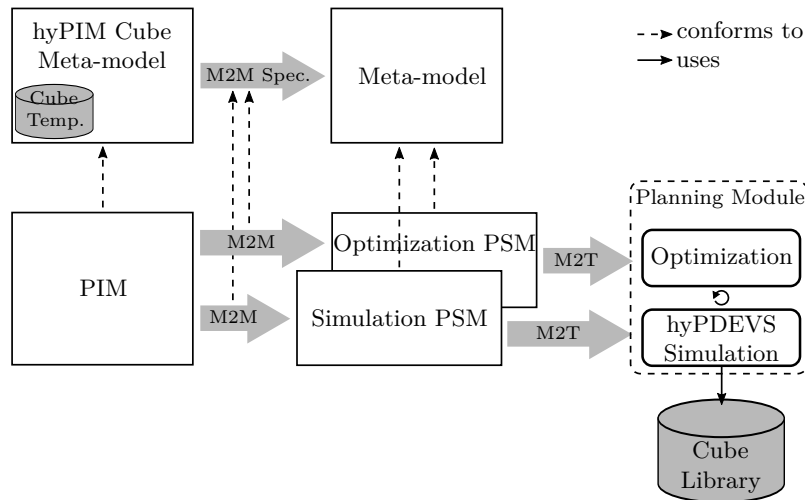 hyPIM Cube
Meta-model
Cube
Temp.
M2M Spec.
Meta-model
conforms to
uses
PIM
M2M
M2M
Optimization PSM
Simulation PSM
M2T
M2T
Planning Module
Optimization
hyPDEVS
Simulation
Cube
Library